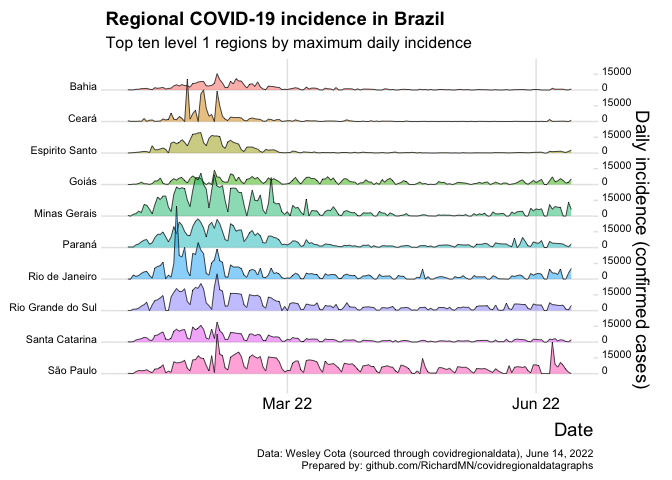 Regional COVID-19 incidence in Brazil
Top ten level 1 regions by maximum daily incidence
Bahia
15000
0
Ceará
15000
0
Espirito Santo
15000
0
Goiás
15000
0
Minas Gerais
15000
0
Paraná
15000
0
Rio de Janeiro
15000
0
Rio Grande do Sul
15000
0
Santa Catarina
15000
0
São Paulo
15000
0
Daily incidence (confirmed cases)
Mar 22
Jun 22
Date
Data: Wesley Cota (sourced through covidregionaldata), June 14, 2022
Prepared by: github.com/RichardMN/covidregionaldatagraphs